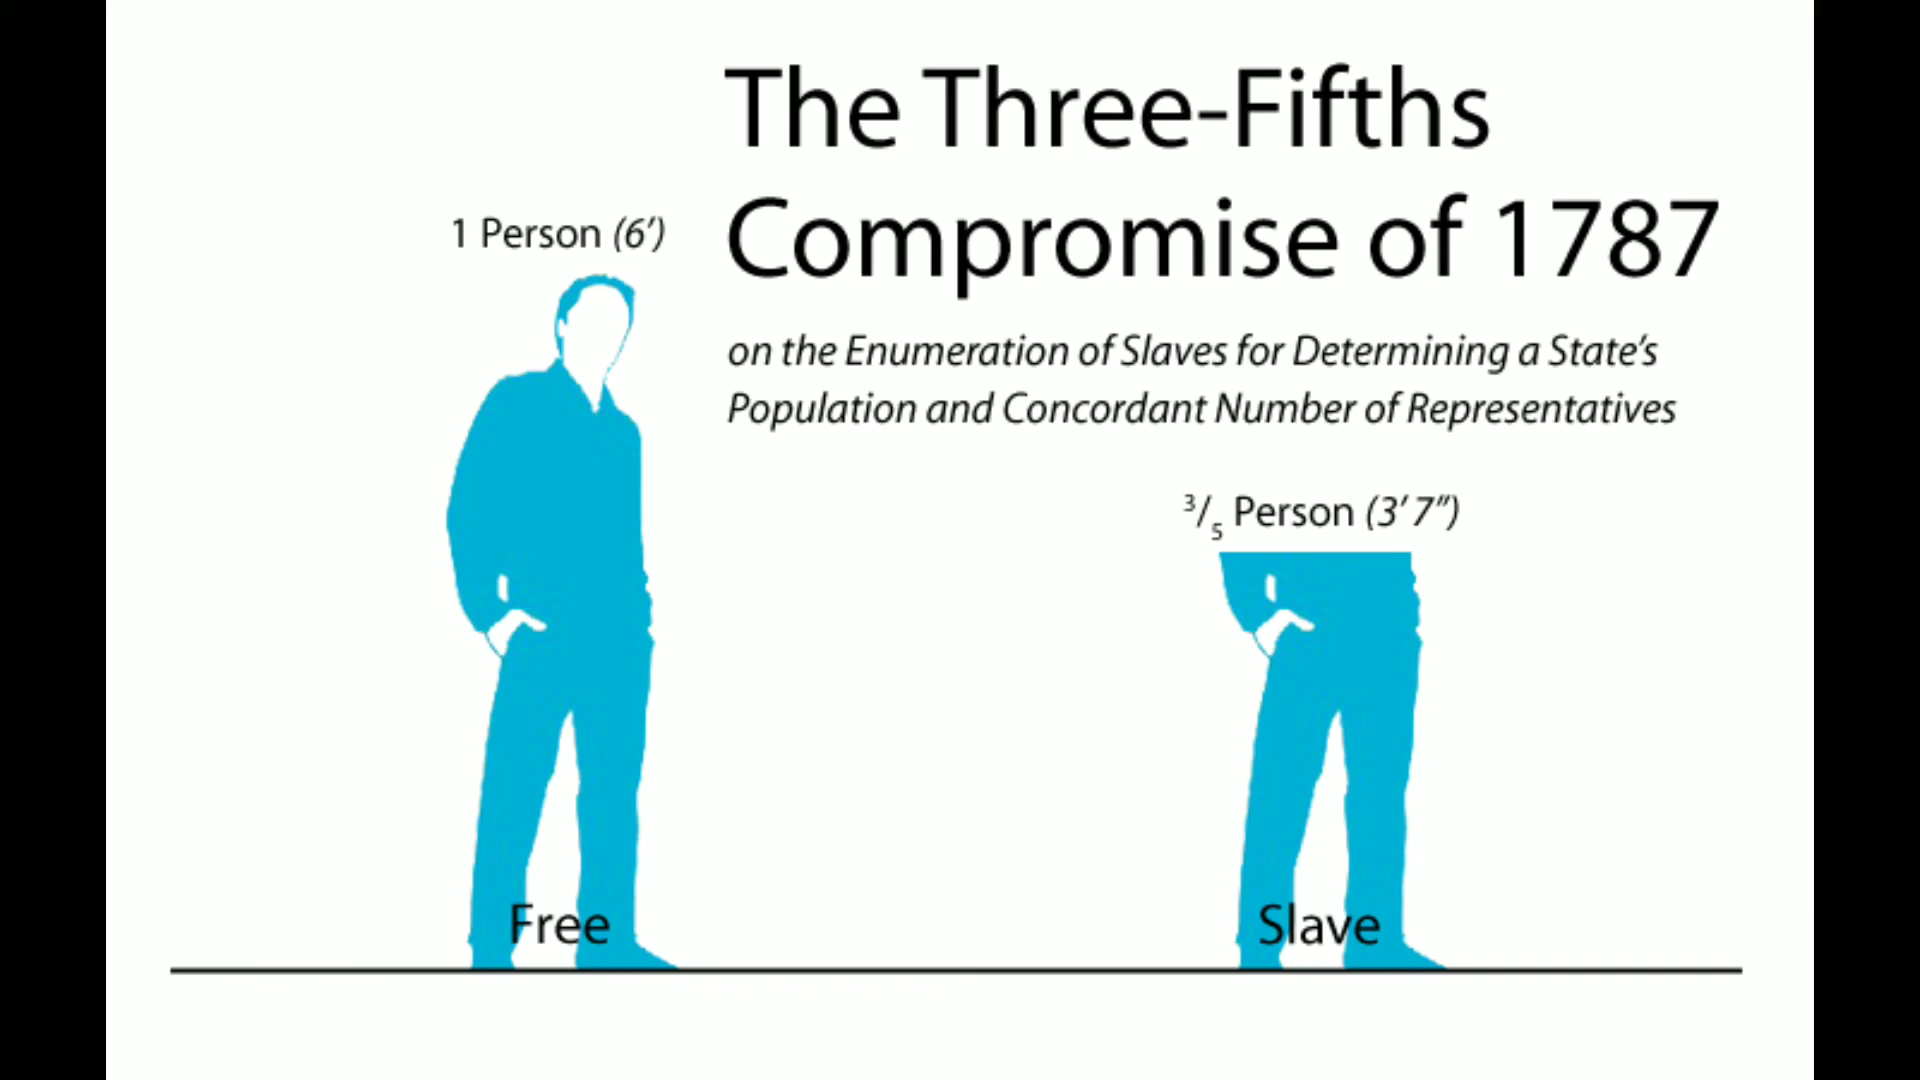 The Three-Fifths
Compromise of 1787
on the Enumeration of Slaves for Determining a State’s
Population and Concordant Number of Representatives
1 Person (6’)
3/5 Person (3’ 7”)
Free
Slave